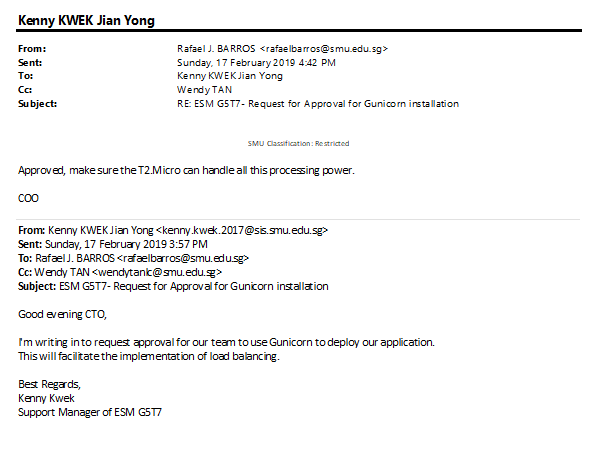 Kenny KWEK Jian Yong
From: Rafael J. BARROS <rafaelbarros@smu.edu.sg>
Sent: Sunday, 17 February 2019 4:42 PM
To: Kenny KWEK Jian Yong
Cc: Wendy TAN
Subject: RE: ESM G5T7- Request for Approval for Gunicorn installation
SMU Classification: Restricted
Approved, make sure the T2.Micro can handle all this processing power.
COO
From: Kenny KWEK Jian Yong <kenny.kwek.2017@sis.smu.edu.sg>
Sent: Sunday, 17 February 2019 3:57 PM
To: Rafael J. BARROS <rafaelbarros@smu.edu.sg>
Cc: Wendy TAN <wendytanlc@smu.edu.sg>
Subject: ESM G5T7- Request for Approval for Gunicorn installation
Good evening CTO,
I'm writing in to request approval for our team to use Gunicorn to deploy our application.
This will facilitate the implementation of load balancing.
Best Regards,
Kenny Kwek
Support Manager of ESM G5T7